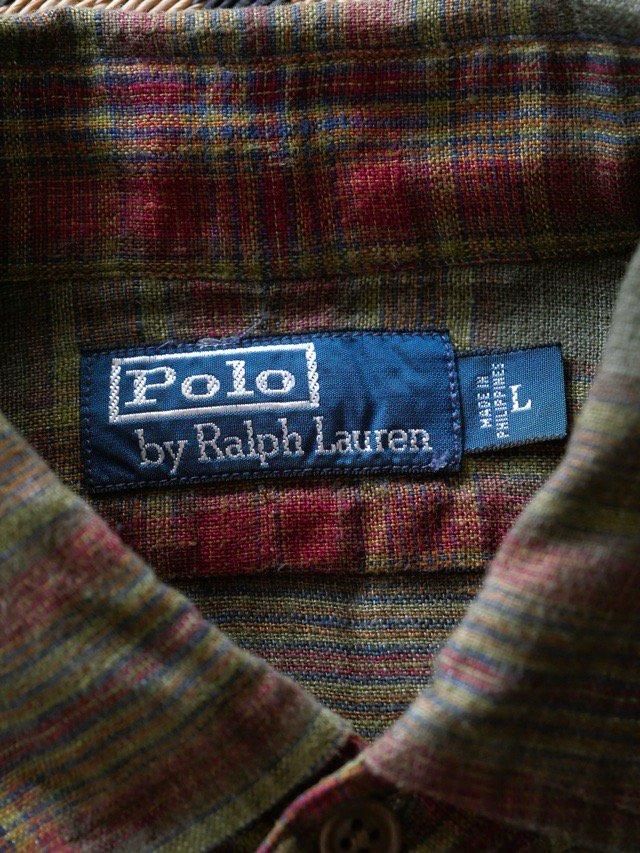 Polo
by Ralph Lauren
MADE IN
PHILIPPINES
L